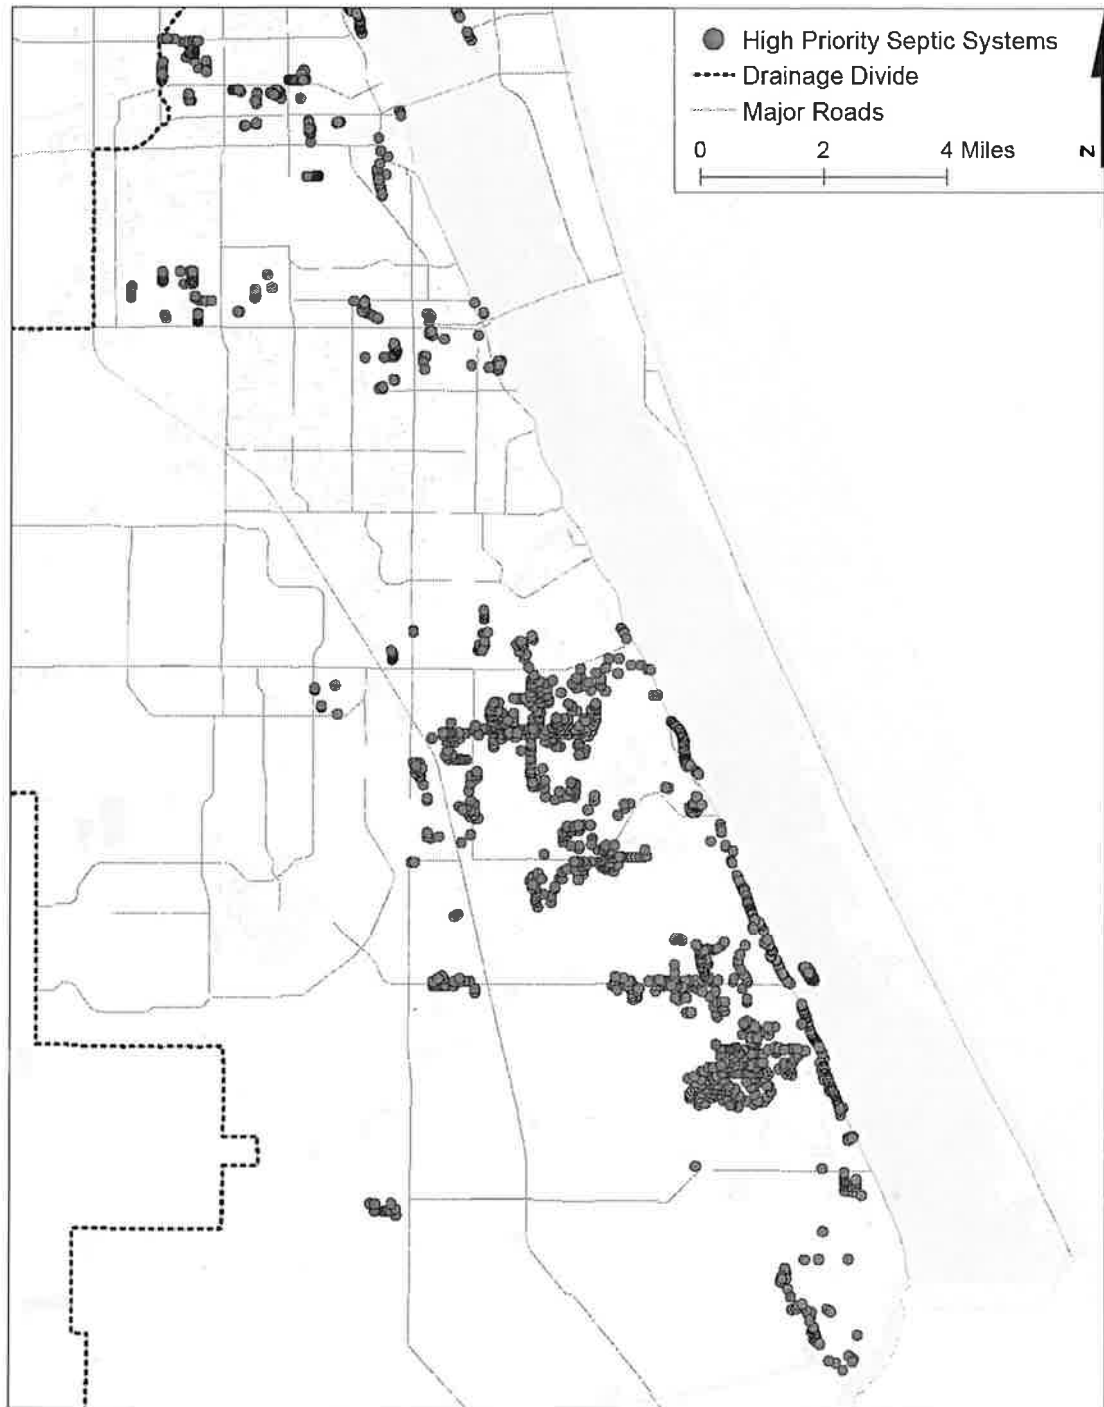 High Priority Septic Systems
Drainage Divide
Major Roads
0 2 4 Miles
N